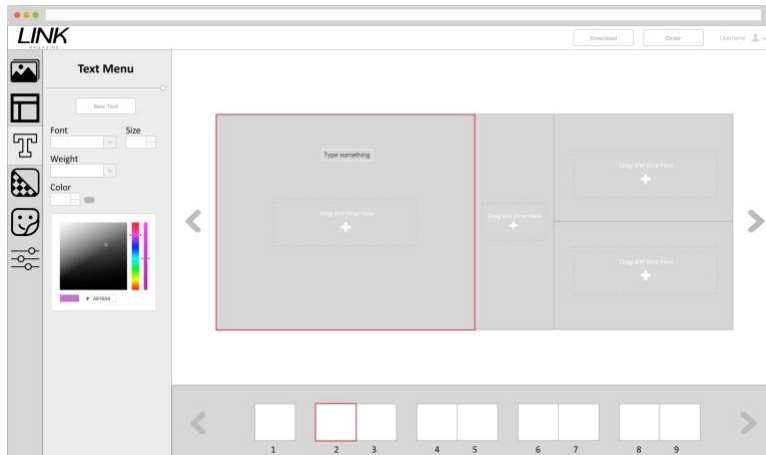 LINK
MAGAZINE
Download
Order
Username
Text Menu
New Text
Font
Size
Weight
Color
# A616A6
Type something
Drag and Drop Here
Drag and Drop Here
Drag and Drop Here
Drag and Drop Here
1
2
3
4
5
6
7
8
9